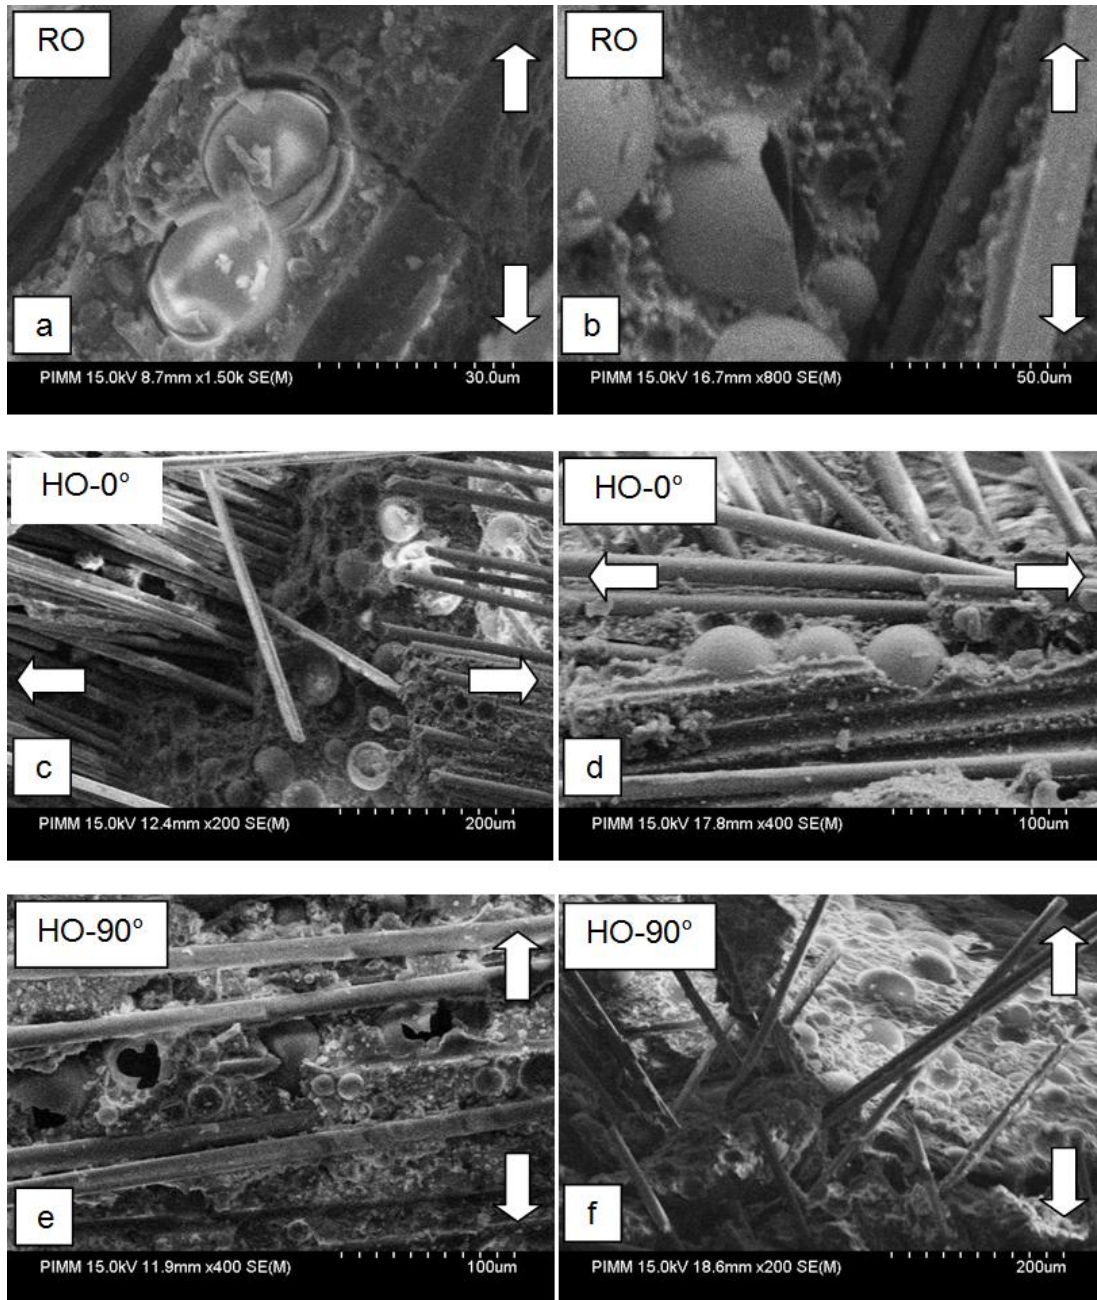 RO
RO
a
b
PIMM 15.0kV 8.7mm x1.50k SE(M) 30.0um
PIMM 15.0kV 16.7mm x800 SE(M) 50.0um
HO-0°
HO-0°
c
d
PIMM 15.0kV 12.4mm x200 SE(M) 200um
PIMM 15.0kV 17.8mm x400 SE(M) 100um
HO-90°
HO-90°
e
f
PIMM 15.0kV 11.9mm x400 SE(M) 100um
PIMM 15.0kV 18.6mm x200 SE(M) 200um